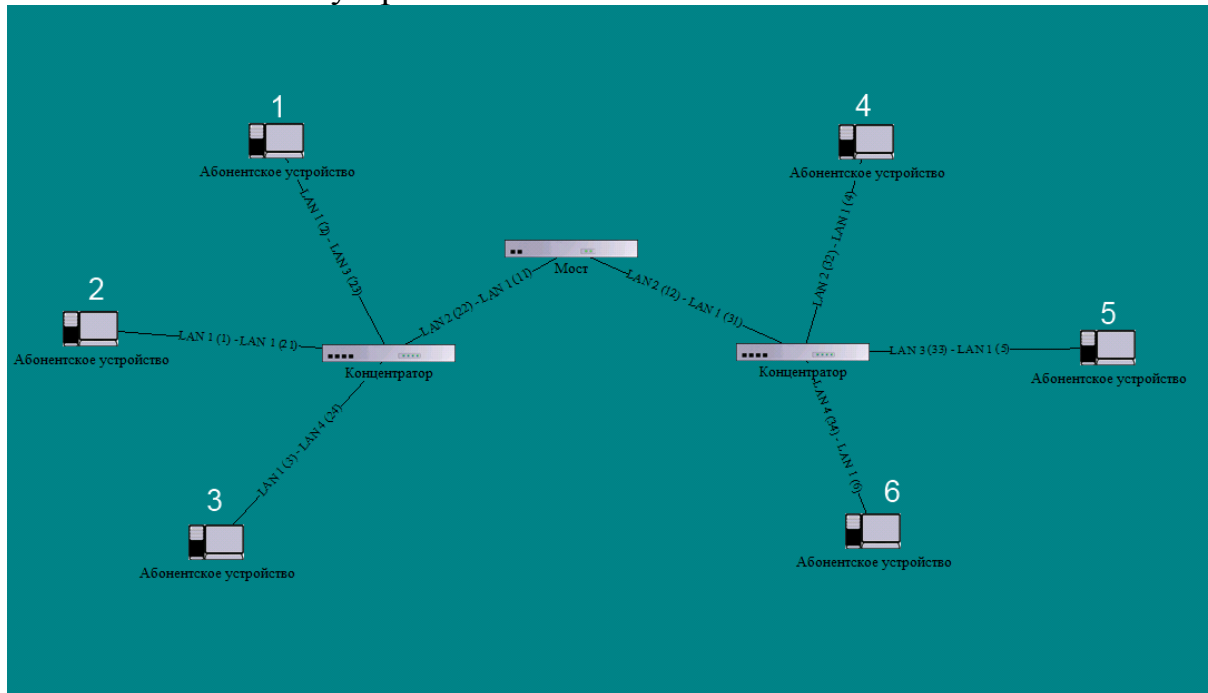 1
Абонентское устройство
4
Абонентское устройство
LAN 1 (2) - LAN 3 (23)
LAN 2 (32) - LAN 1 (4)
Мост
LAN 2 (22) - LAN 1 (11)
LAN 2 (12) - LAN 1 (31)
2
Абонентское устройство
LAN 1 (1) - LAN 1 (21)
Концентратор
Концентратор
5
LAN 3 (33) - LAN 1 (5)
Абонентское устройство
LAN 1 (3) - LAN 4 (24)
LAN 4 (34) - LAN 1 (6)
3
Абонентское устройство
6
Абонентское устройство